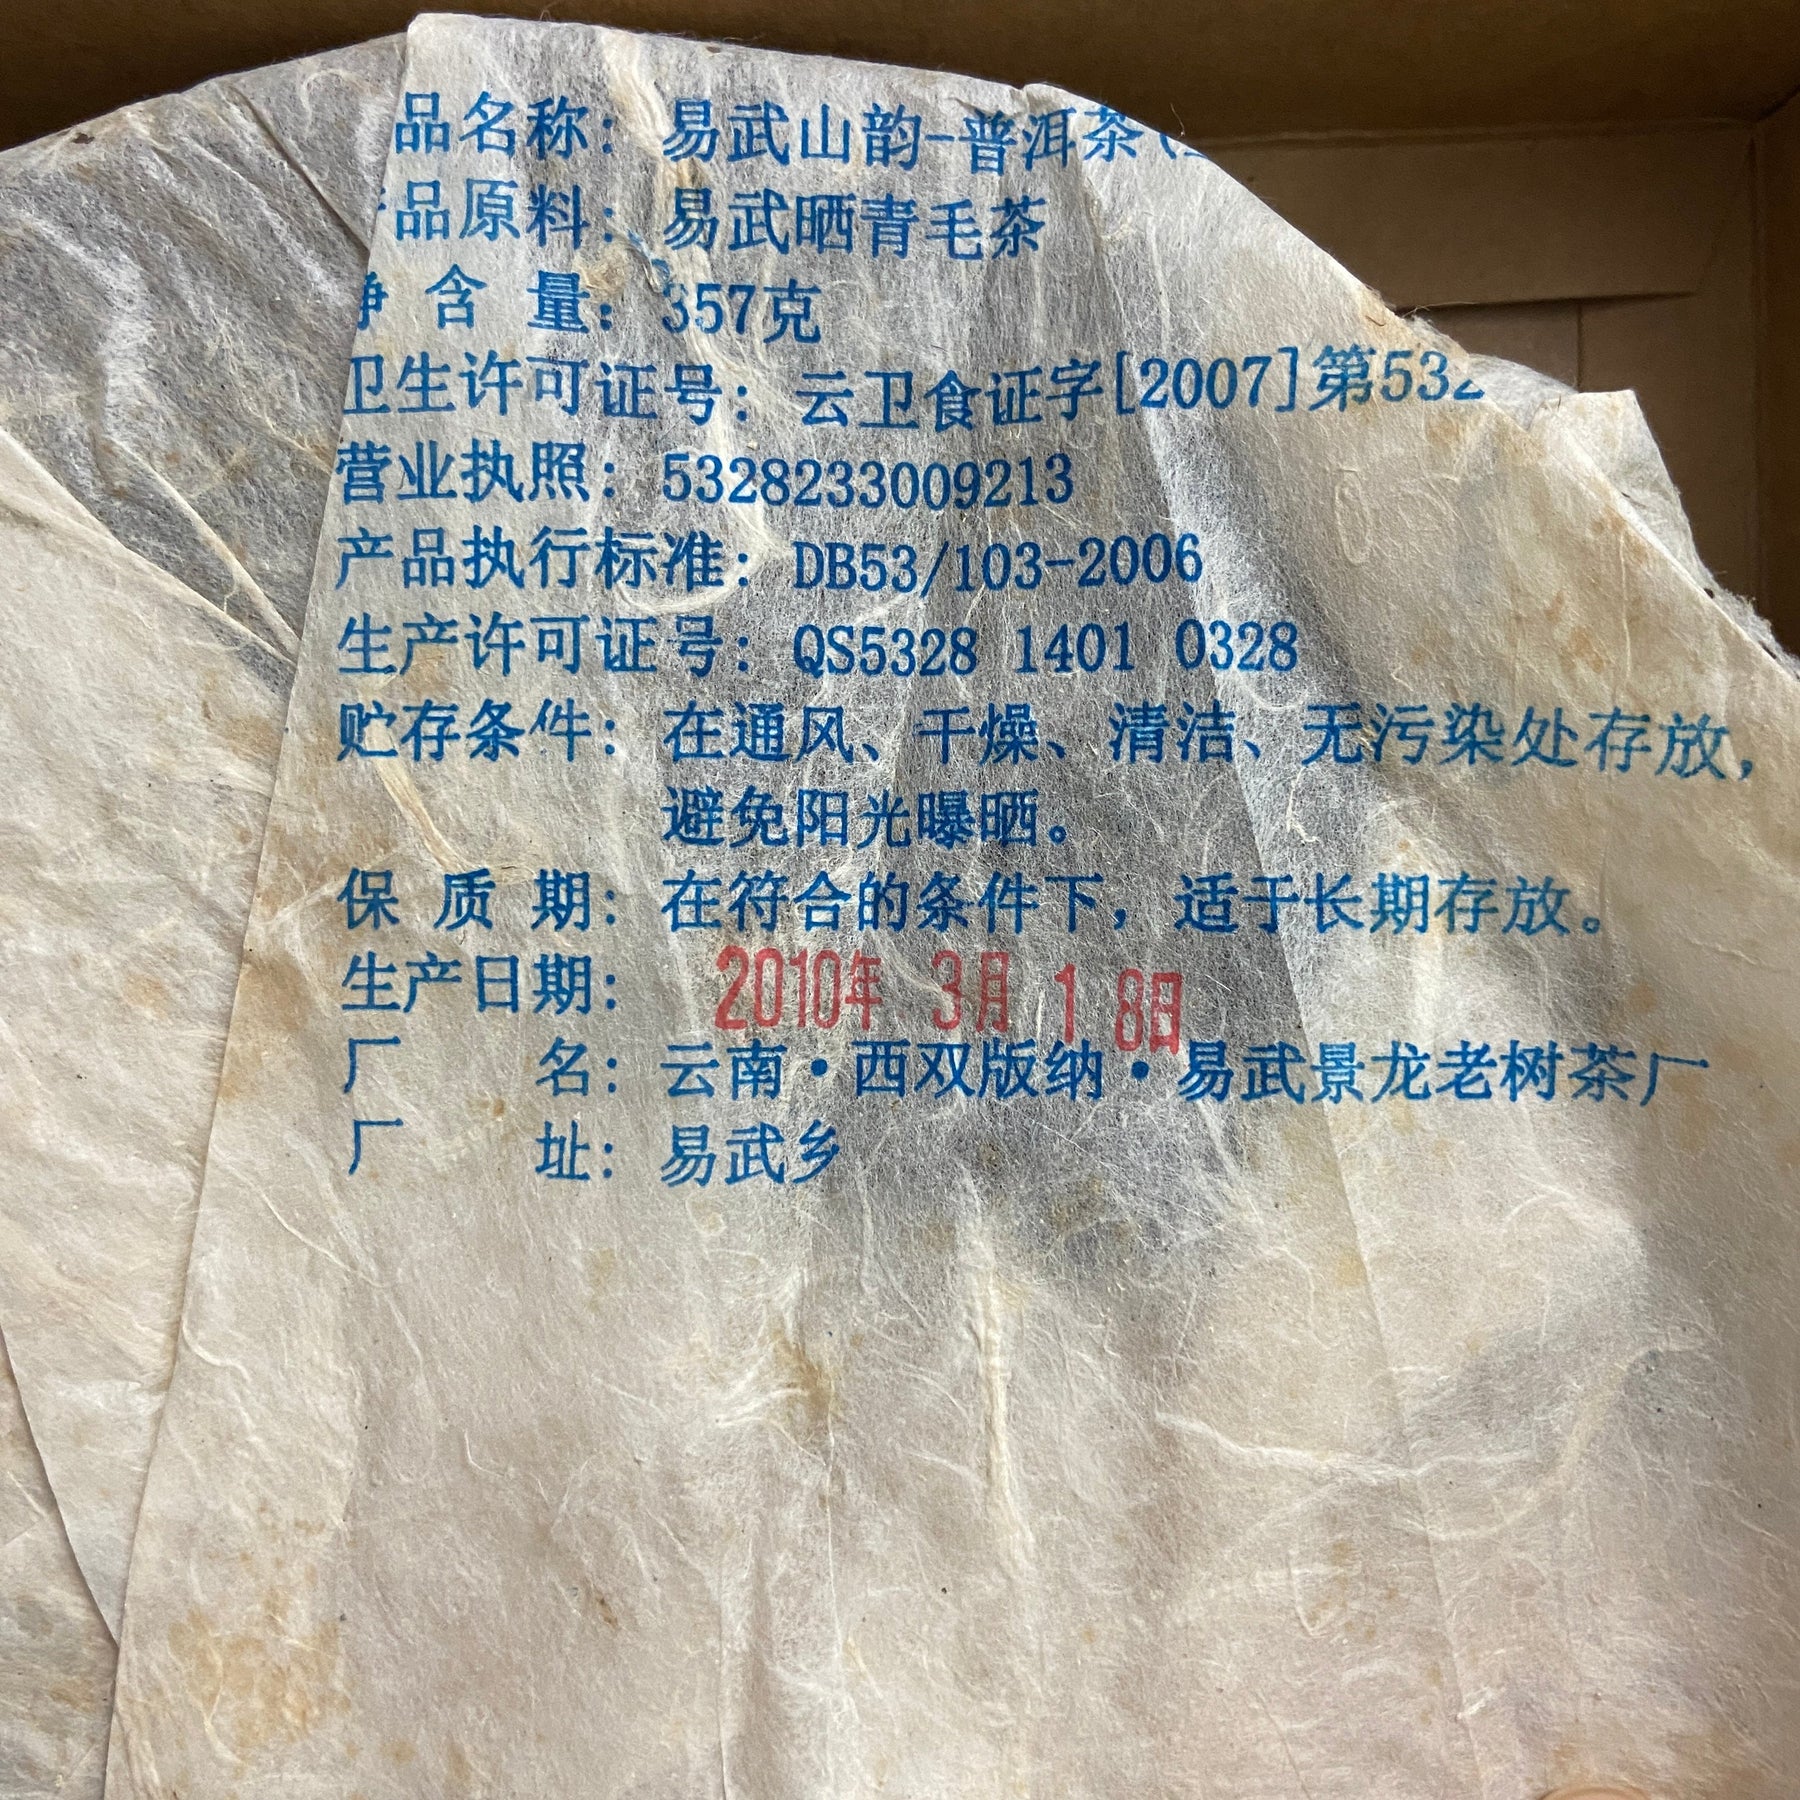 品名称：易武山韵-普洱茶(
品原料：易武晒青毛茶
净含量：357克
卫生许可证号：云卫食证字[2007]第532
营业执照：5328233009213
产品执行标准：DB53/103-2006
生产许可证号：QS5328 1401 0328
贮存条件：在通风、干燥、清洁、无污染处存放，
避免阳光曝晒。
保质期：在符合的条件下，适于长期存放。
生产日期：2010年 3月 18日
厂名：云南·西双版纳·易武景龙老树茶厂
厂址：易武乡